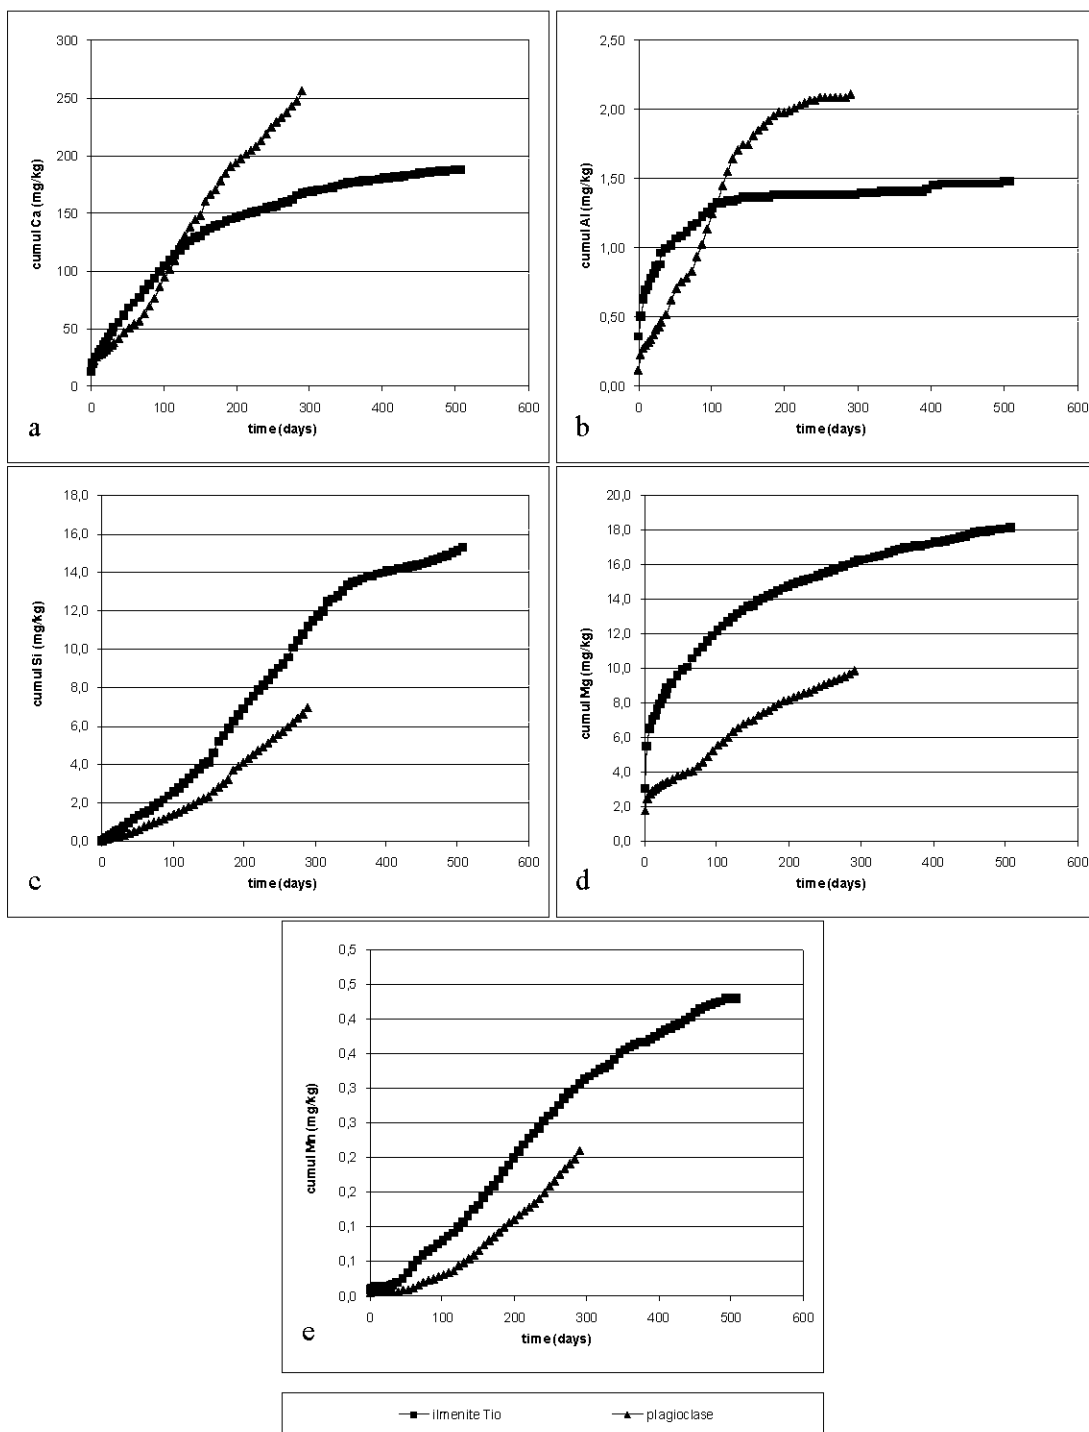 300
250
200
150
100
50
0
0 100 200 300 400 500 600
cumul Ca (mg/kg)
time (days)
a
2,50
2,00
1,50
1,00
0,50
0,00
0 100 200 300 400 500 600
cumul Al (mg/kg)
time (days)
b
18,0
16,0
14,0
12,0
10,0
8,0
6,0
4,0
2,0
0,0
0 100 200 300 400 500 600
cumul Si (mg/kg)
time (days)
c
20,0
18,0
16,0
14,0
12,0
10,0
8,0
6,0
4,0
2,0
0,0
0 100 200 300 400 500 600
cumul Mg (mg/kg)
time (days)
d
0,5
0,5
0,4
0,4
0,3
0,3
0,2
0,2
0,1
0,1
0,0
0 100 200 300 400 500 600
cumul Mn (mg/kg)
time (days)
e
ilmenite Tio plagioclase